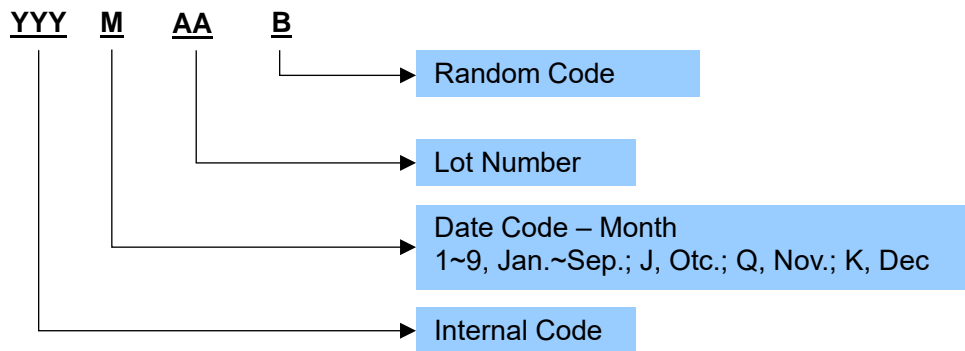 YYY M AA B
Random Code
Lot Number
Date Code – Month
1~9, Jan.~Sep.; J, Otc.; Q, Nov.; K, Dec
Internal Code